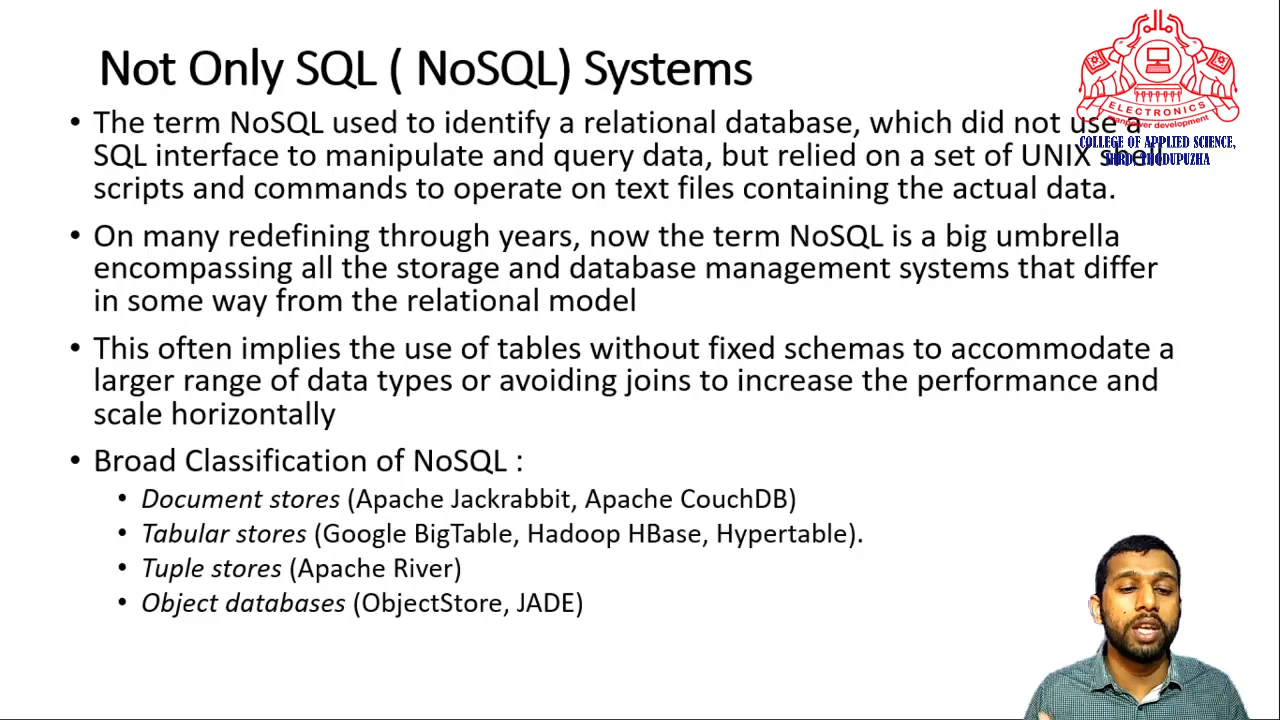 Not Only SQL ( NoSQL) Systems
• The term NoSQL used to identify a relational database, which did not use a
SQL interface to manipulate and query data, but relied on a set of UNIX shell
scripts and commands to operate on text files containing the actual data.
• On many redefining through years, now the term NoSQL is a big umbrella
encompassing all the storage and database management systems that differ
in some way from the relational model
• This often implies the use of tables without fixed schemas to accommodate a
larger range of data types or avoiding joins to increase the performance and
scale horizontally
• Broad Classification of NoSQL :
• Document stores (Apache Jackrabbit, Apache CouchDB)
• Tabular stores (Google BigTable, Hadoop HBase, Hypertable).
• Tuple stores (Apache River)
• Object databases (ObjectStore, JADE)
ELECTRONICS
manpower development
COLLEGE OF APPLIED SCIENCE,
IHRD, THODUPUZHA